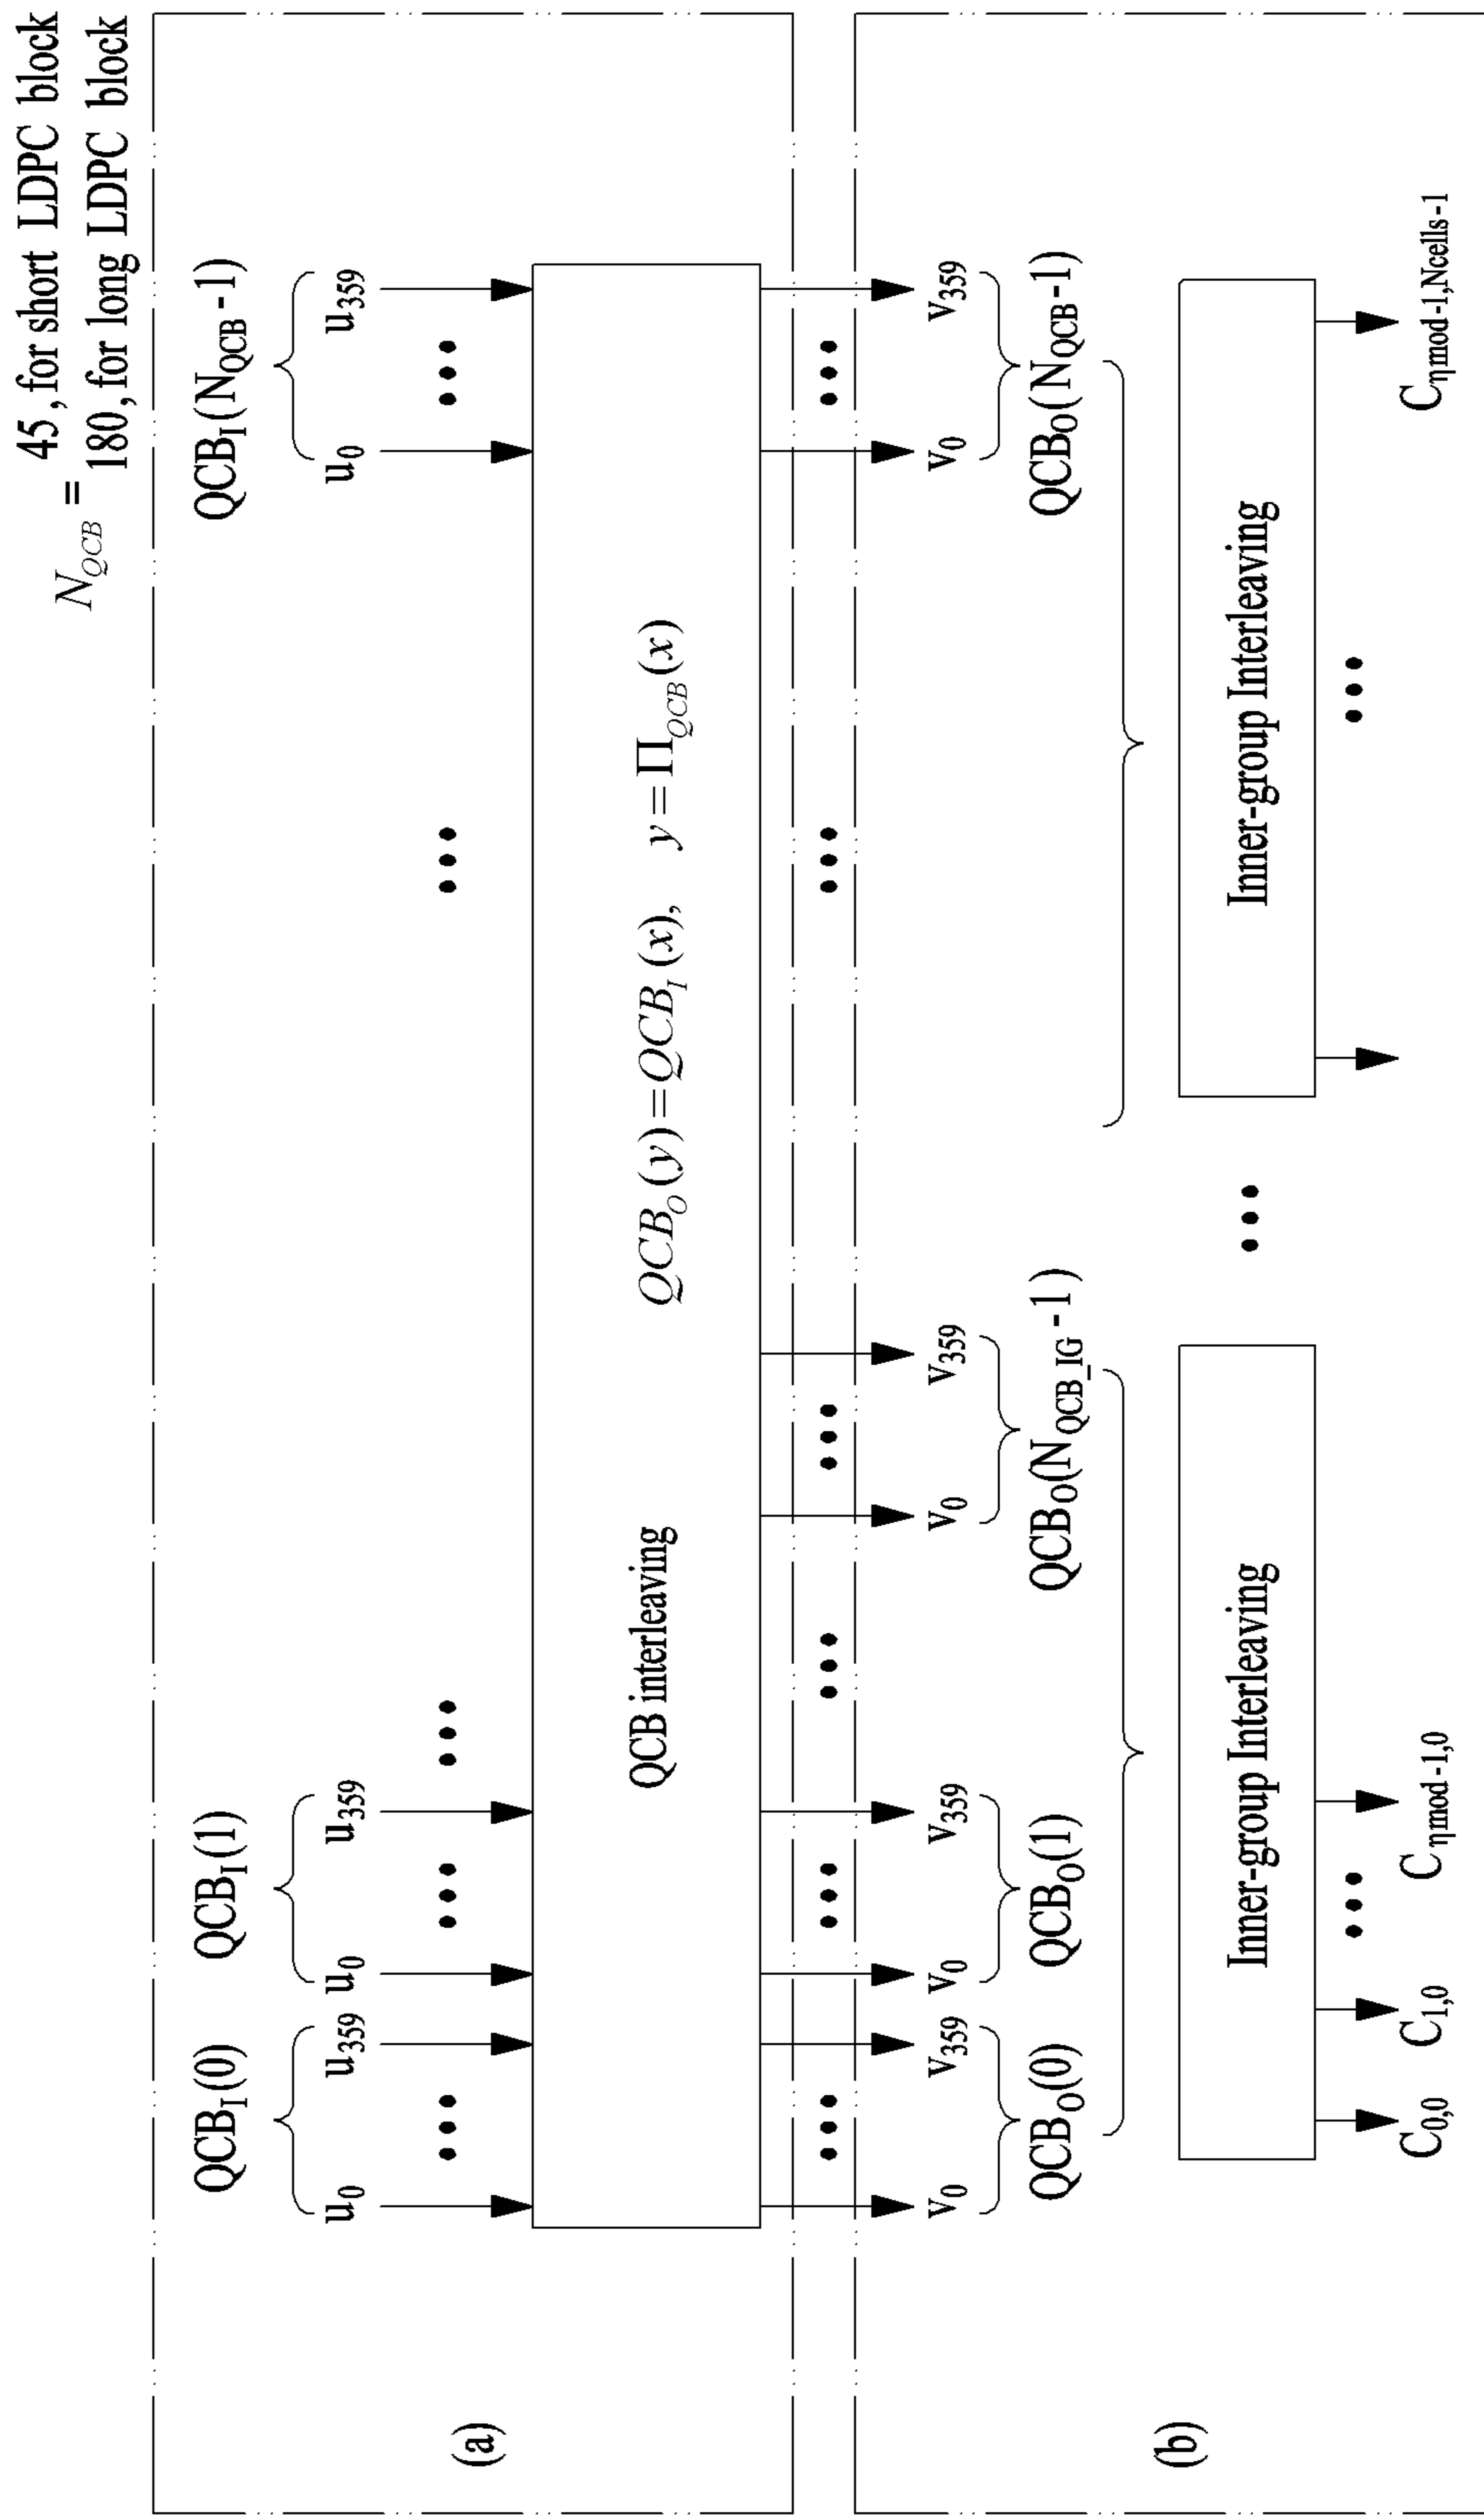 45 ,for short LDPC block
N_QCB =
180, for long LDPC block
QCB_I(0) QCB_I(1) QCB_I(N_QCB -1)
u_0 u_359 u_0 u_359 u_0 u_359
(a)
QCB interleaving QCB_O(y)=QCB_I(x), y=Π_QCB(x)
v_0 v_359 v_0 v_359 v_0 v_359 v_0 v_359
QCB_O(0) QCB_O(1) QCB_O(N_QCB_IG -1) QCB_O(N_QCB -1)
(b)
Inner-group Interleaving Inner-group Interleaving
C_0,0 C_1,0 C_ηmod -1,0 C_ηmod -1,Ncells -1